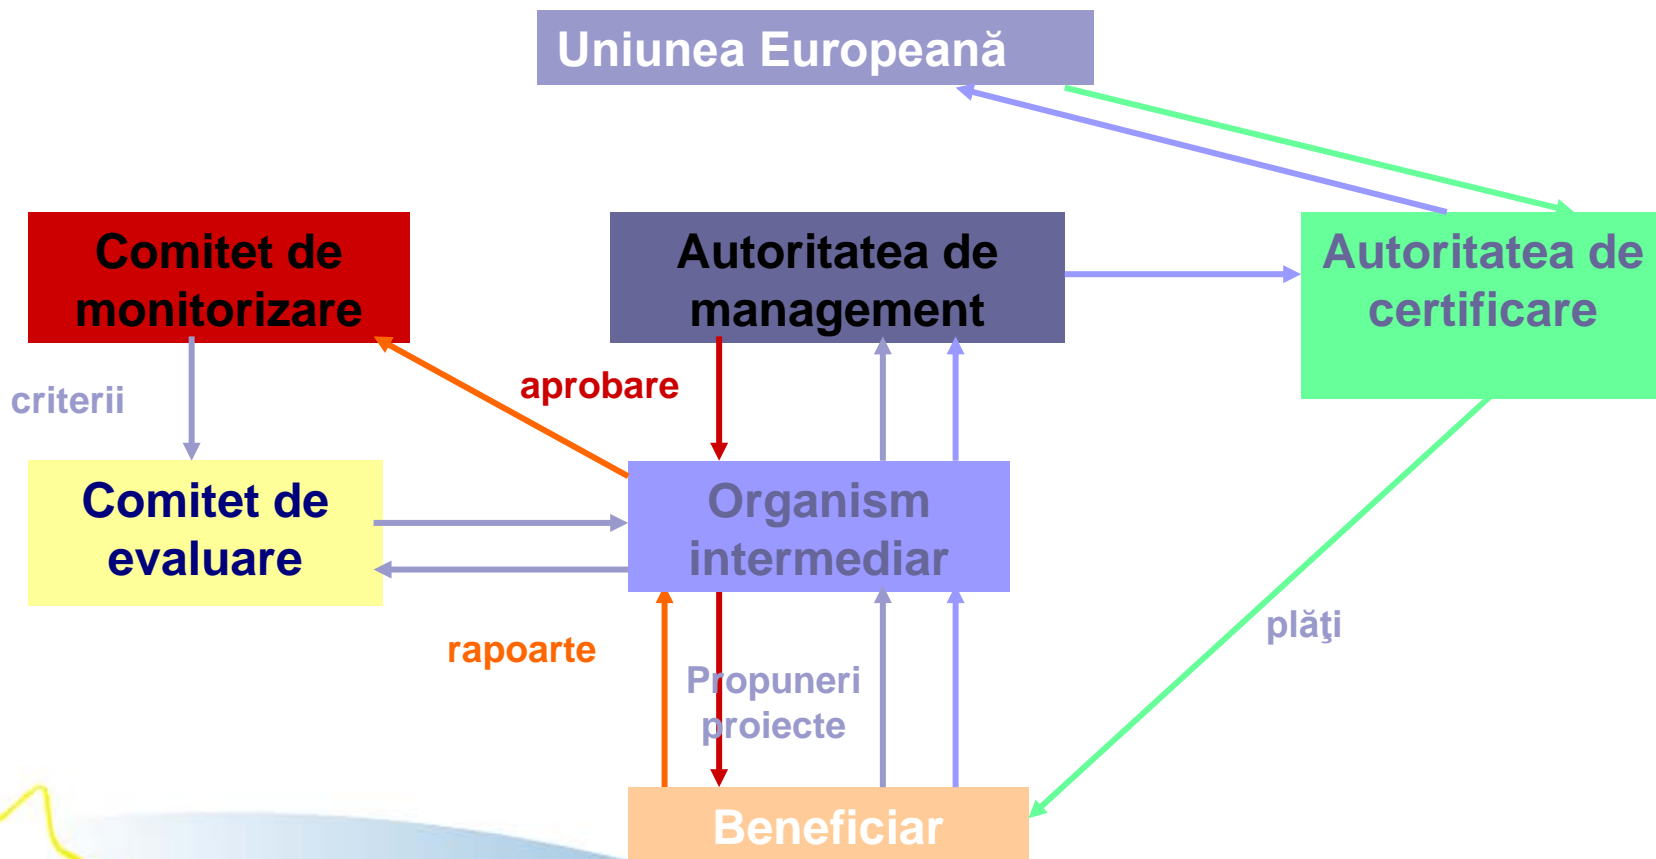 Uniunea Europeană
Comitet de
monitorizare
Autoritatea de
management
Autoritatea de
certificare
criterii
aprobare
Comitet de
evaluare
Organism
intermediar
rapoarte
Propuneri
proiecte
plăţi
Beneficiar